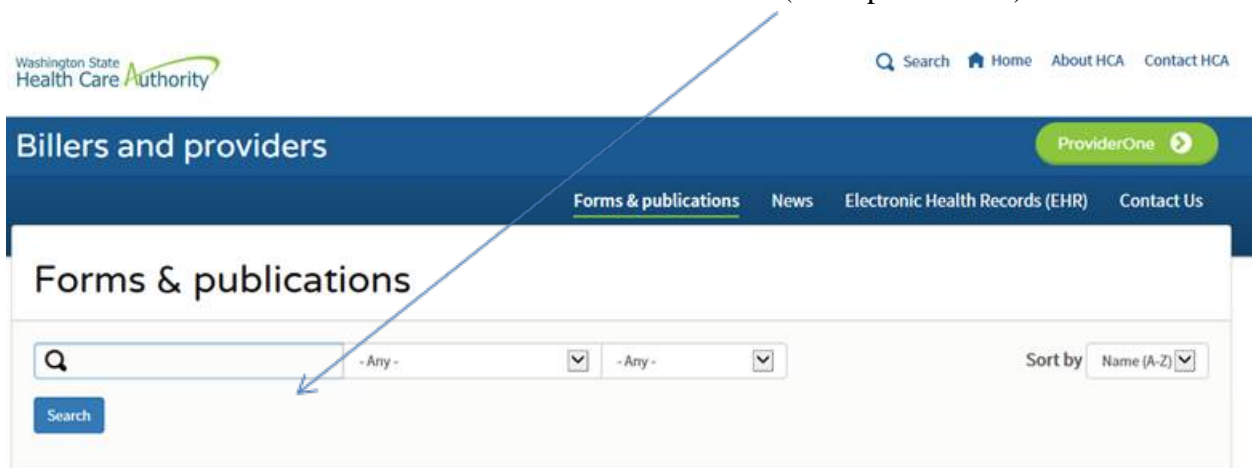 Washington State
Health Care Authority
Search Home About HCA Contact HCA
Billers and providers
ProviderOne
Forms & publications News Electronic Health Records (EHR) Contact Us
Forms & publications
- Any - - Any - Sort by Name (A-Z)
Search